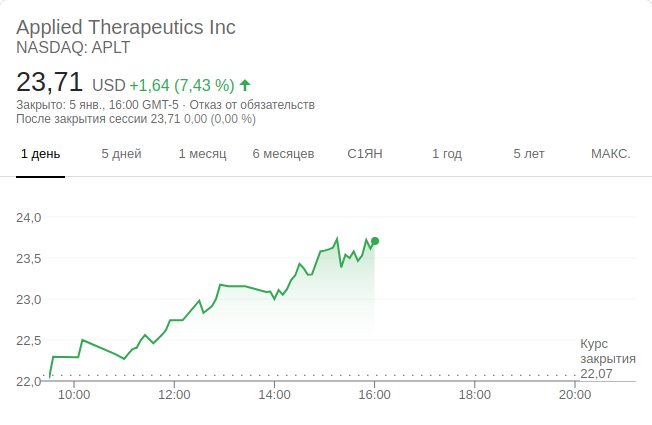 Applied Therapeutics Inc
NASDAQ: APLT
23,71 USD +1,64 (7,43 %)
Закрыто: 5 янв., 16:00 GMT-5 · Отказ от обязательств
После закрытия сессии 23,71 0,00 (0,00 %)
1 день 5 дней 1 месяц 6 месяцев С1ЯН 1 год 5 лет МАКС.
24,0
23,5
23,0
22,5
22,0
Курс
закрытия
22,07
10:00 12:00 14:00 16:00 18:00 20:00